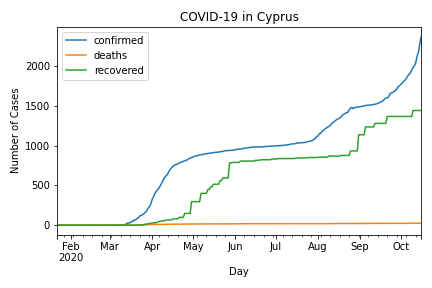 COVID-19 in Cyprus
confirmed
deaths
recovered
Number of Cases
2000
1500
1000
500
0
Feb Mar Apr May Jun Jul Aug Sep Oct
2020
Day